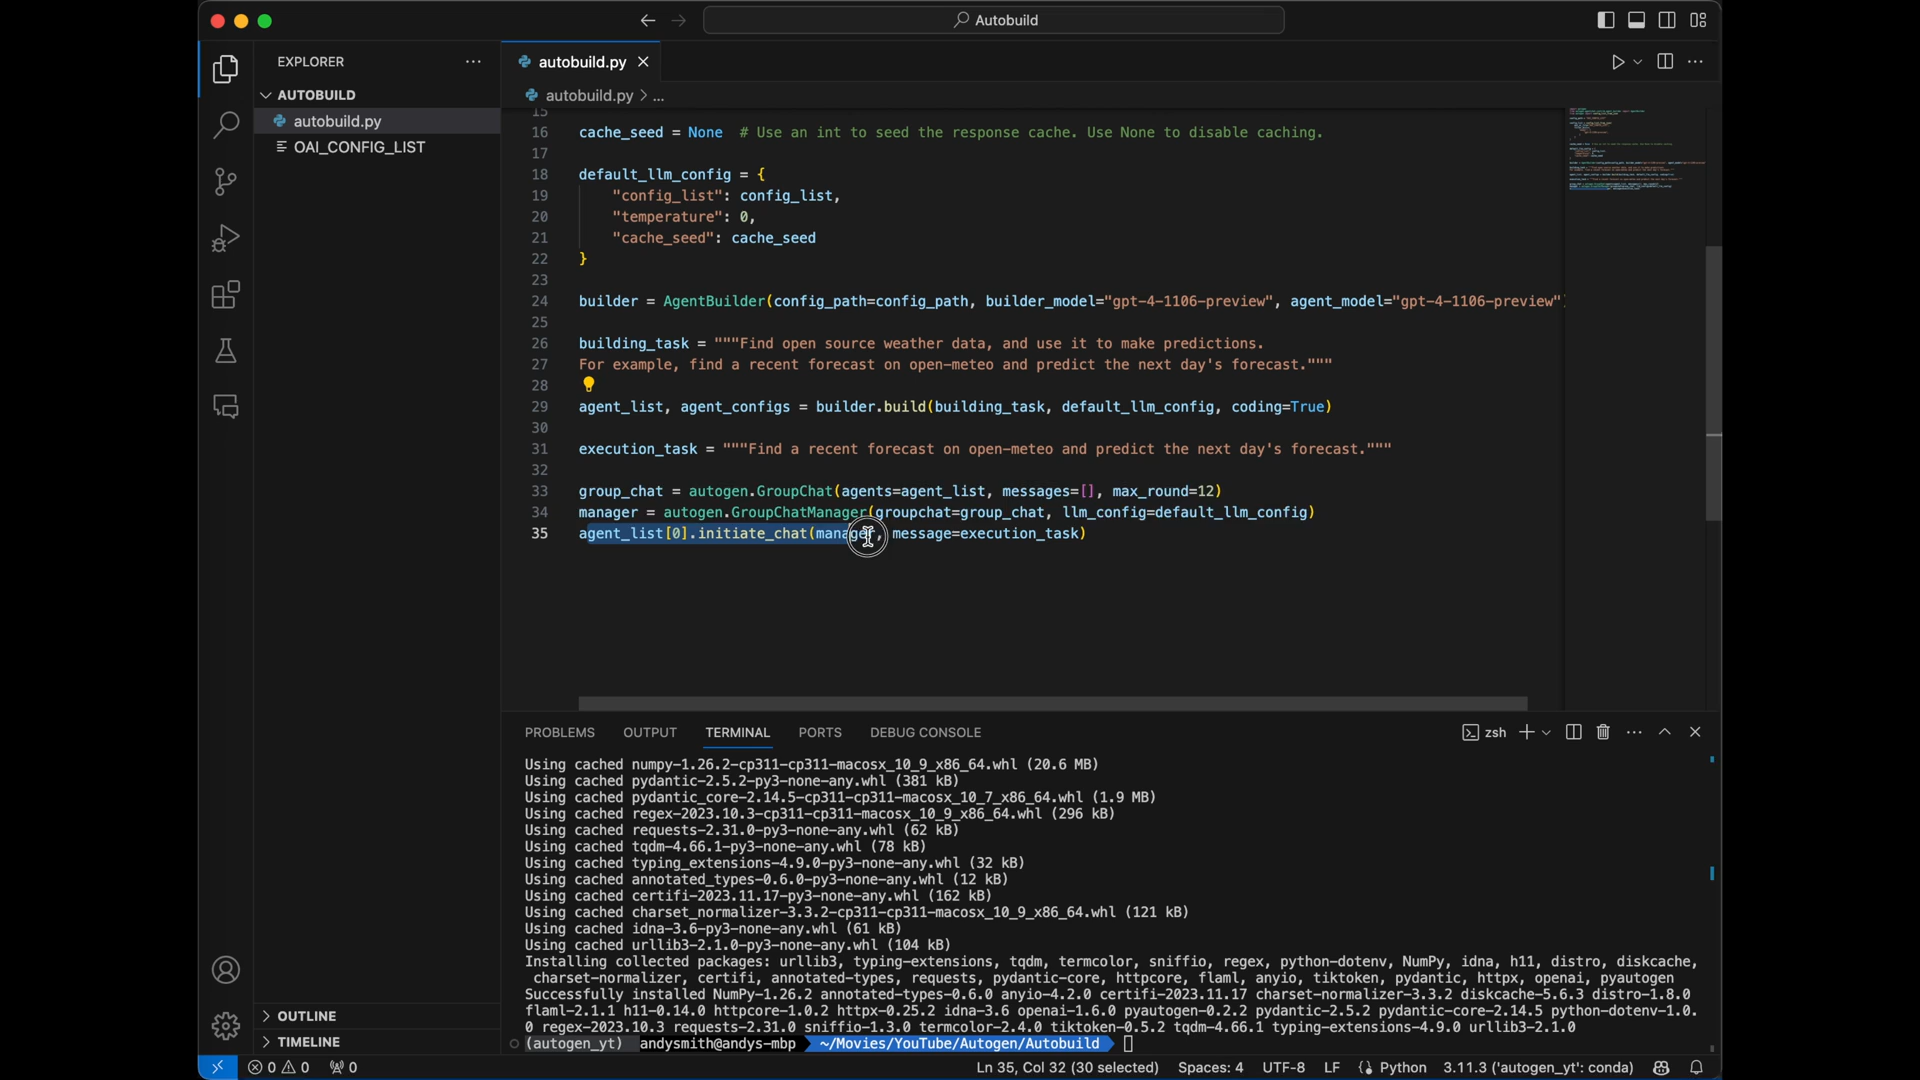 Autobuild
EXPLORER
AUTOBUILD
autobuild.py
OAI_CONFIG_LIST
OUTLINE
TIMELINE
autobuild.py
autobuild.py > ...
15
16 cache_seed = None # Use an int to seed the response cache. Use None to disable caching.
17
18 default_llm_config = {
19 "config_list": config_list,
20 "temperature": 0,
21 "cache_seed": cache_seed
22 }
23
24 builder = AgentBuilder(config_path=config_path, builder_model="gpt-4-1106-preview", agent_model="gpt-4-1106-preview"
25
26 building_task = """Find open source weather data, and use it to make predictions.
27 For example, find a recent forecast on open-meteo and predict the next day's forecast."""
28
29 agent_list, agent_configs = builder.build(building_task, default_llm_config, coding=True)
30
31 execution_task = """Find a recent forecast on open-meteo and predict the next day's forecast."""
32
33 group_chat = autogen.GroupChat(agents=agent_list, messages=[], max_round=12)
34 manager = autogen.GroupChatManager(groupchat=group_chat, llm_config=default_llm_config)
35 agent_list[0].initiate_chat(manager, message=execution_task)
PROBLEMS OUTPUT TERMINAL PORTS DEBUG CONSOLE zsh
Using cached numpy-1.26.2-cp311-cp311-macosx_10_9_x86_64.whl (20.6 MB)
Using cached pydantic-2.5.2-py3-none-any.whl (381 kB)
Using cached pydantic_core-2.14.5-cp311-cp311-macosx_10_7_x86_64.whl (1.9 MB)
Using cached regex-2023.10.3-cp311-cp311-macosx_10_9_x86_64.whl (296 kB)
Using cached requests-2.31.0-py3-none-any.whl (62 kB)
Using cached tqdm-4.66.1-py3-none-any.whl (78 kB)
Using cached typing_extensions-4.9.0-py3-none-any.whl (32 kB)
Using cached annotated_types-0.6.0-py3-none-any.whl (12 kB)
Using cached certifi-2023.11.17-py3-none-any.whl (162 kB)
Using cached charset_normalizer-3.3.2-cp311-cp311-macosx_10_9_x86_64.whl (121 kB)
Using cached idna-3.6-py3-none-any.whl (61 kB)
Using cached urllib3-2.1.0-py3-none-any.whl (104 kB)
Installing collected packages: urllib3, typing-extensions, tqdm, termcolor, sniffio, regex, python-dotenv, NumPy, idna, h11, distro, diskcache,
charset-normalizer, certifi, annotated-types, requests, pydantic-core, httpcore, flaml, anyio, tiktoken, pydantic, httpx, openai, pyautogen
Successfully installed NumPy-1.26.2 annotated-types-0.6.0 anyio-4.2.0 certifi-2023.11.17 charset-normalizer-3.3.2 diskcache-5.6.3 distro-1.8.0
flaml-2.1.1 h11-0.14.0 httpcore-1.0.2 httpx-0.25.2 idna-3.6 openai-1.6.0 pyautogen-0.2.2 pydantic-2.5.2 pydantic-core-2.14.5 python-dotenv-1.0.
0 regex-2023.10.3 requests-2.31.0 sniffio-1.3.0 termcolor-2.4.0 tiktoken-0.5.2 tqdm-4.66.1 typing-extensions-4.9.0 urllib3-2.1.0
(autogen_yt) andysmith@andys-mbp ~/Movies/YouTube/Autogen/Autobuild
0 0 0 Ln 35, Col 32 (30 selected) Spaces: 4 UTF-8 LF Python 3.11.3 ('autogen_yt': conda)